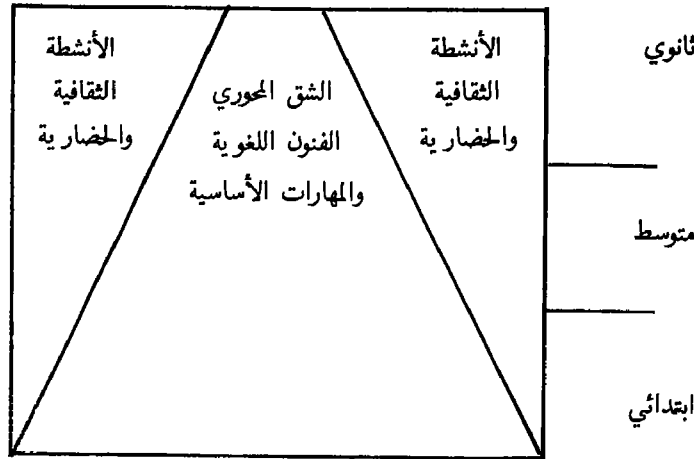 ثانوي
متوسط
ابتدائي
الأنشطة
الثقافية
والحضارية
الشق المحوري
الفنون اللغوية
والمهارات الأساسية
الأنشطة
الثقافية
والحضارية